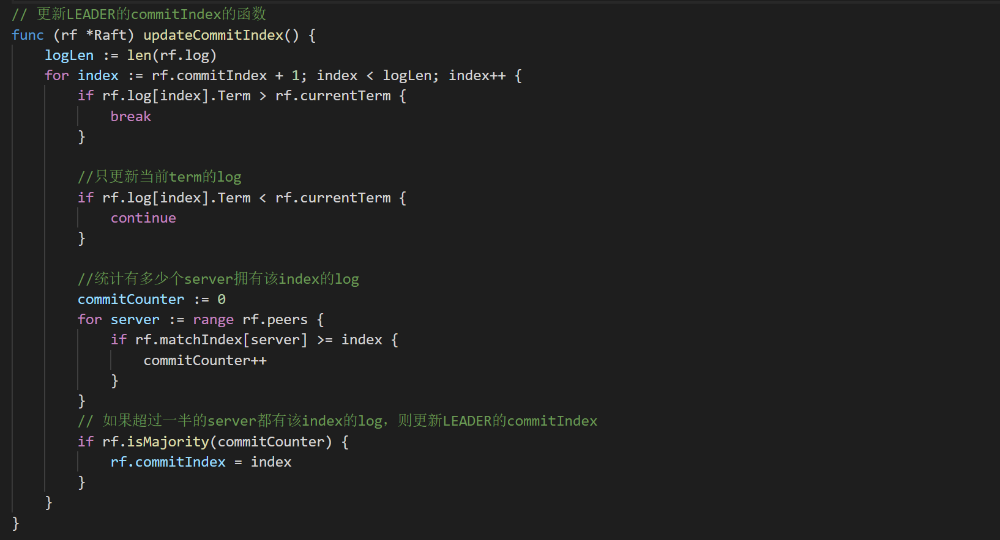 // 更新LEADER的commitIndex的函数
func (rf *Raft) updateCommitIndex() {
    logLen := len(rf.log)
    for index := rf.commitIndex + 1; index < logLen; index++ {
        if rf.log[index].Term > rf.currentTerm {
            break
        }

        //只更新当前term的log
        if rf.log[index].Term < rf.currentTerm {
            continue
        }

        //统计有多少个server拥有该index的log
        commitCounter := 0
        for server := range rf.peers {
            if rf.matchIndex[server] >= index {
                commitCounter++
            }
        }
        // 如果超过一半的server都有该index的log，则更新LEADER的commitIndex
        if rf.isMajority(commitCounter) {
            rf.commitIndex = index
        }
    }
}